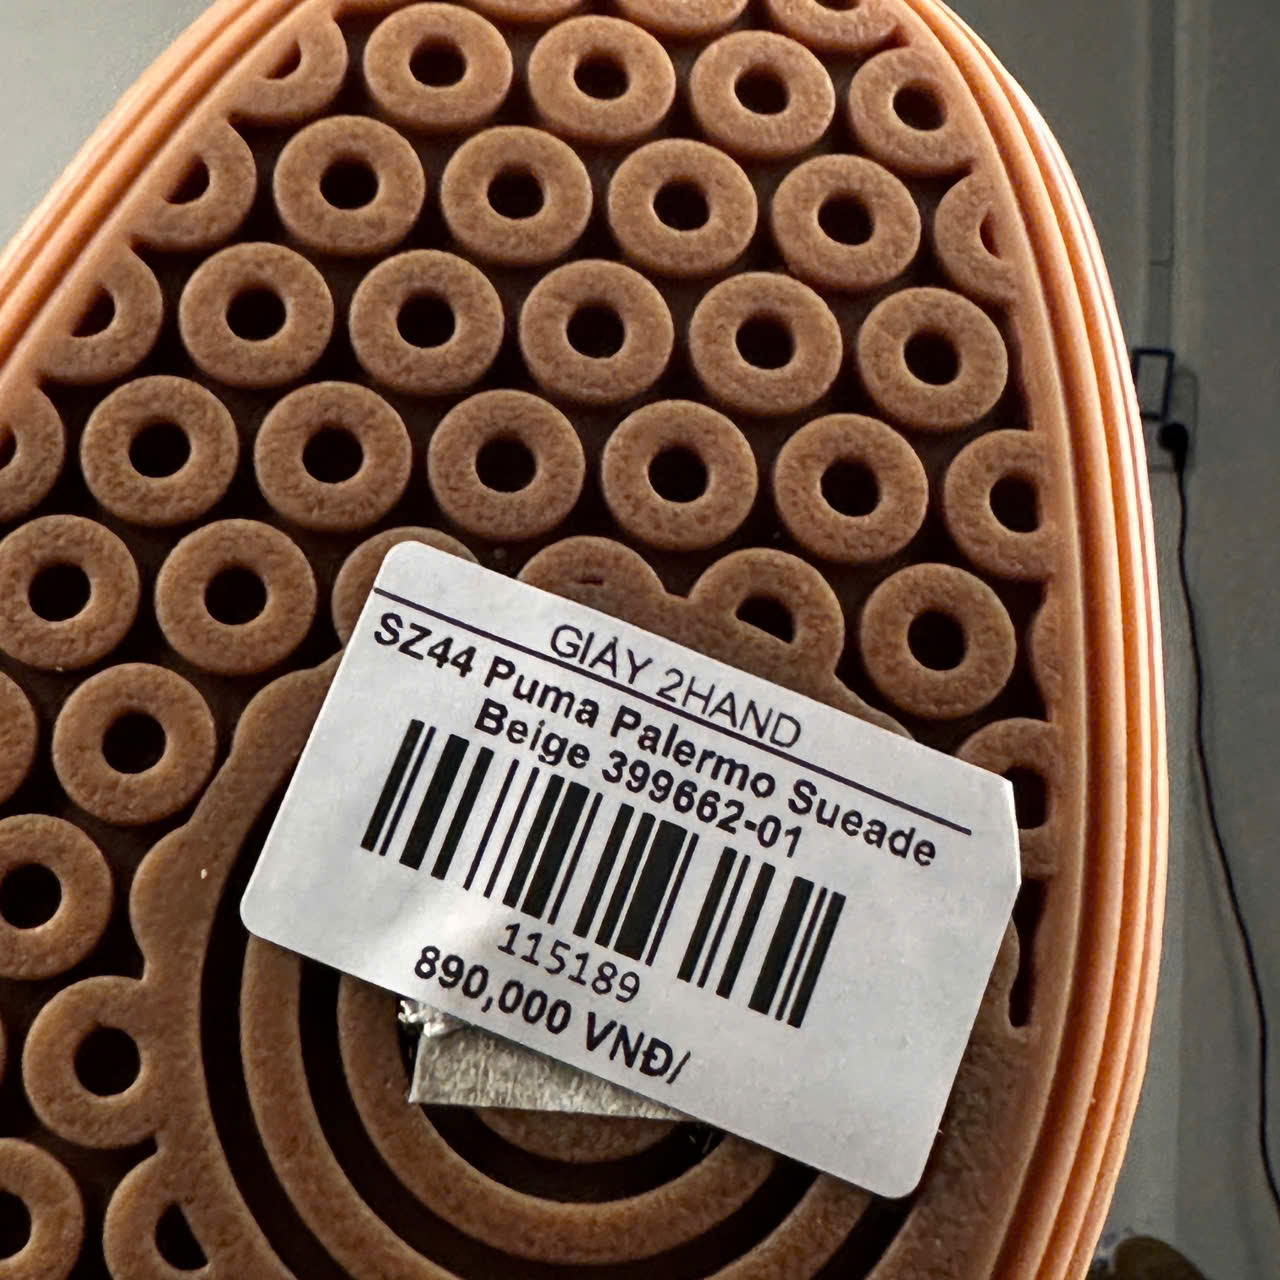 GIÀY 2HAND
SZ44 Puma Palermo Sueade
Beige 399662-01
115189
890,000 VNĐ/